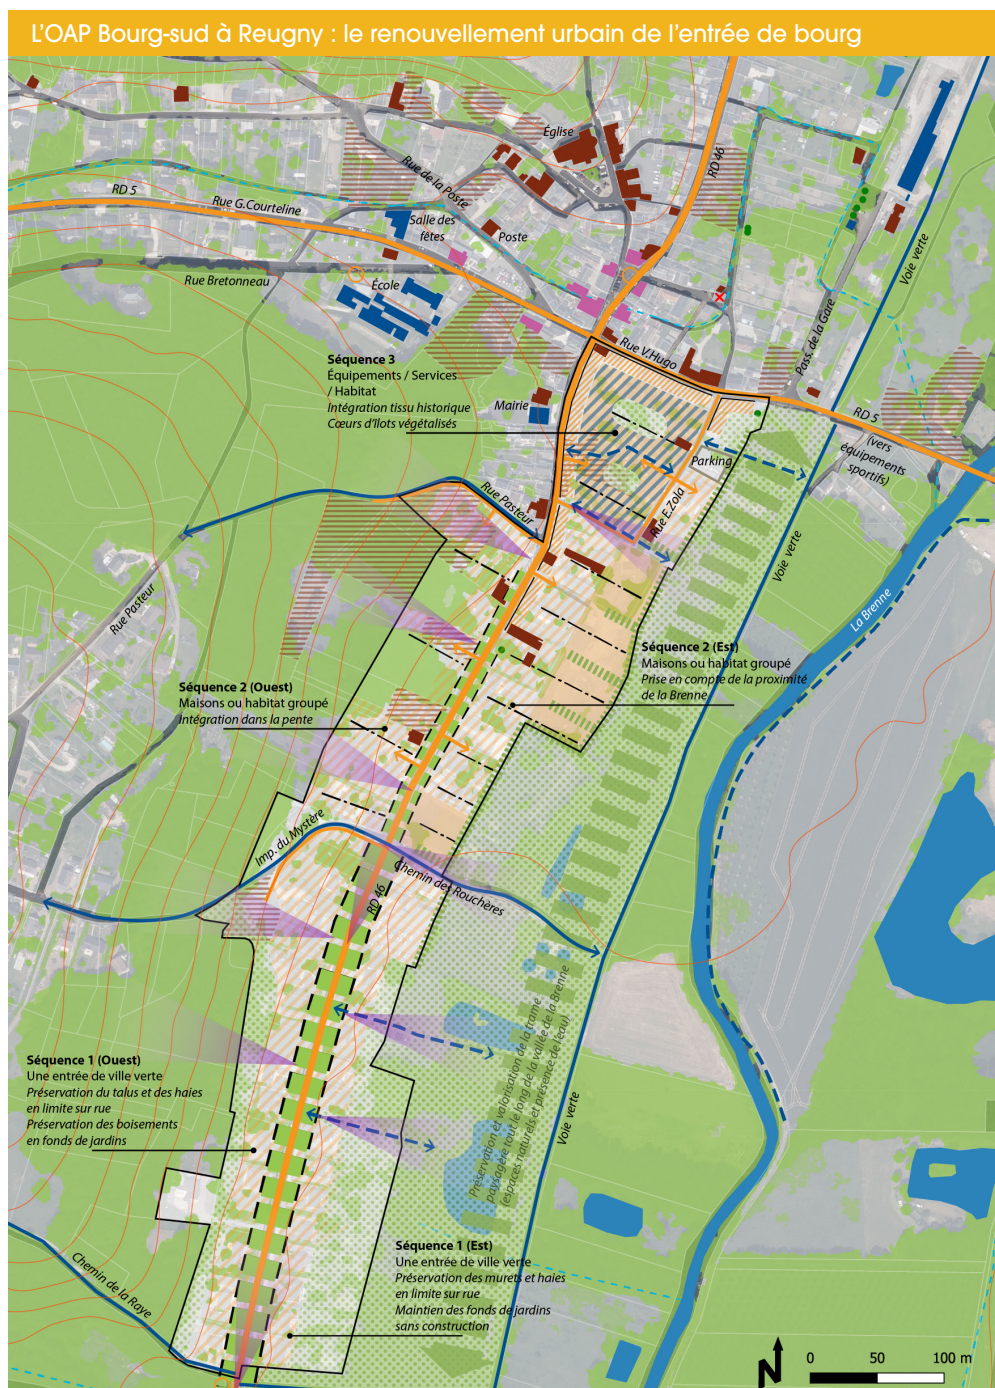 L'OAP Bourg-sud à Reugny : le renouvellement urbain de l'entrée de bourg
Église
RD 46
Rue de la Poste
RD 5
Rue G.Courteline
Salle des
fêtes
Poste
Voie verte
Rue Bretonneau
École
Pass. de la Gare
Rue V.Hugo
Séquence 3
Équipements / Services
/ Habitat
Intégration tissu historique
Cœurs d'îlots végétalisés
Mairie
RD 5
(vers
équipements
sportifs)
Parking
Rue Pasteur
Rue E.Zola
Voie verte
Rue Pasteur
La Brenne
Séquence 2 (Est)
Maisons ou habitat groupé
Prise en compte de la proximité
de la Brenne
Séquence 2 (Ouest)
Maisons ou habitat groupé
Intégration dans la pente
Imp. du Mystère
Chemin des Rouchères
RD 46
Préservation et valorisation de la trame
paysagère tout le long de la vallée de la Brenne
(espaces naturels et présence de l'eau)
Séquence 1 (Ouest)
Une entrée de ville verte
Préservation du talus et des haies
en limite sur rue
Préservation des boisements
en fonds de jardins
Voie verte
Séquence 1 (Est)
Une entrée de ville verte
Préservation des murets et haies
en limite sur rue
Maintien des fonds de jardins
sans construction
Chemin de la Raye
N
0 50 100 m